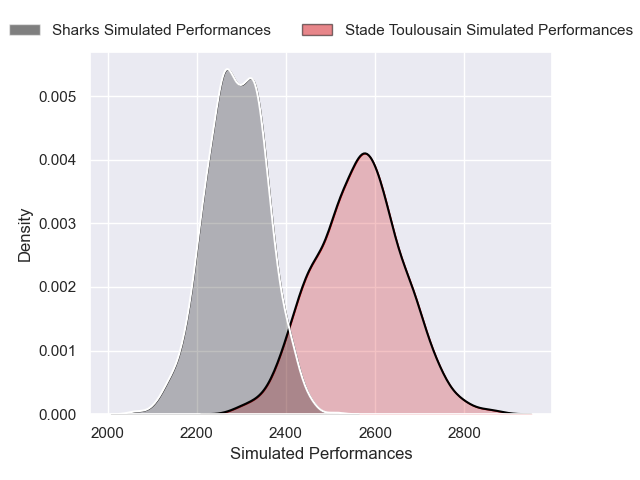 Sharks Simulated Performances Stade Toulousain Simulated Performances
0.005
0.004
0.003
0.002
0.001
0.000
Density
2000 2200 2400 2600 2800
Simulated Performances